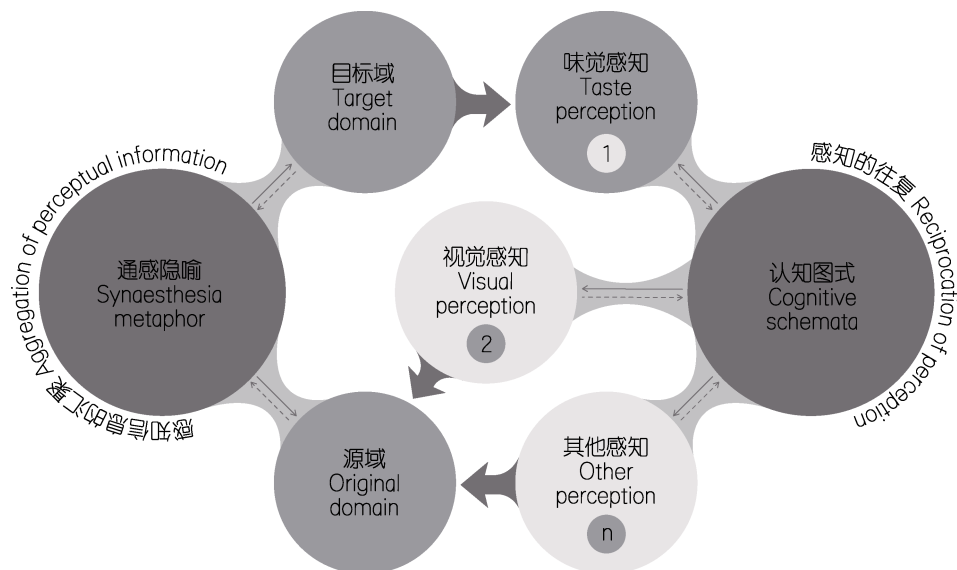 目标域
Target
domain
味觉感知
Taste
perception
1
感知信息的汇聚 Aggregation of perceptual information
通感隐喻
Synaesthesia
metaphor
视觉感知
Visual
perception
2
认知图式
Cognitive
schemata
感知的往复 Reciprocation of perception
源域
Original
domain
其他感知
Other
perception
n